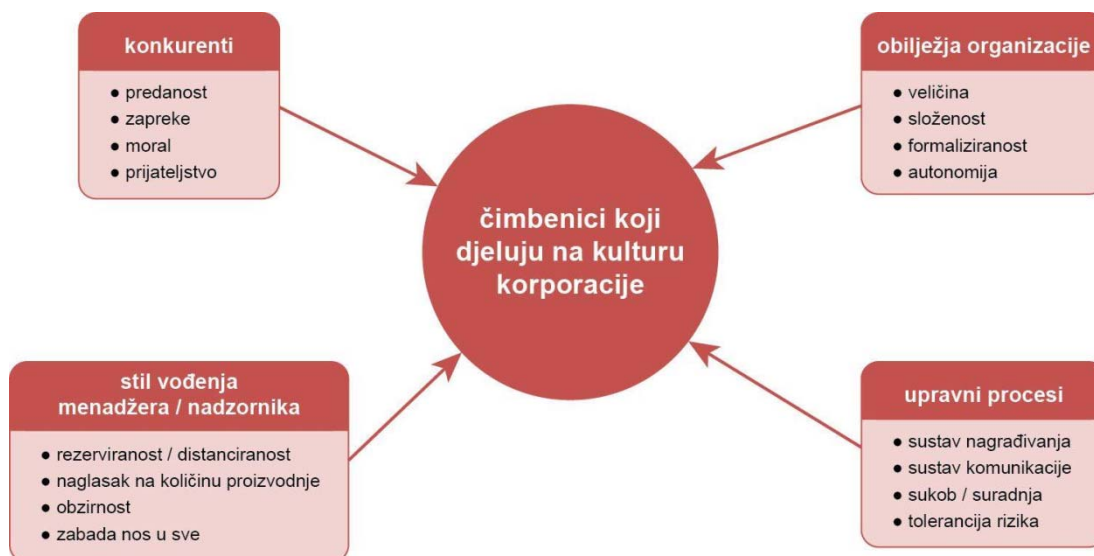 konkurenti
● predanost
● zapreke
● moral
● prijateljstvo
obilježja organizacije
● veličina
● složenost
● formaliziranost
● autonomija
čimbenici koji
djeluju na kulturu
korporacije
stil vođenja
menadžera / nadzornika
● rezerviranost / distanciranost
● naglasak na količinu proizvodnje
● obzirnost
● zabada nos u sve
upravni procesi
● sustav nagrađivanja
● sustav komunikacije
● sukob / suradnja
● tolerancija rizika